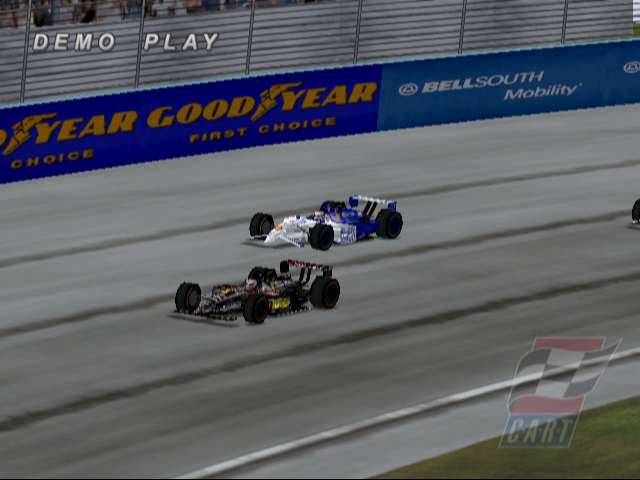 DEMO PLAY
YEAR GOODYEAR
CHOICE FIRST CHOICE
BELLSOUTH
Mobility
CART